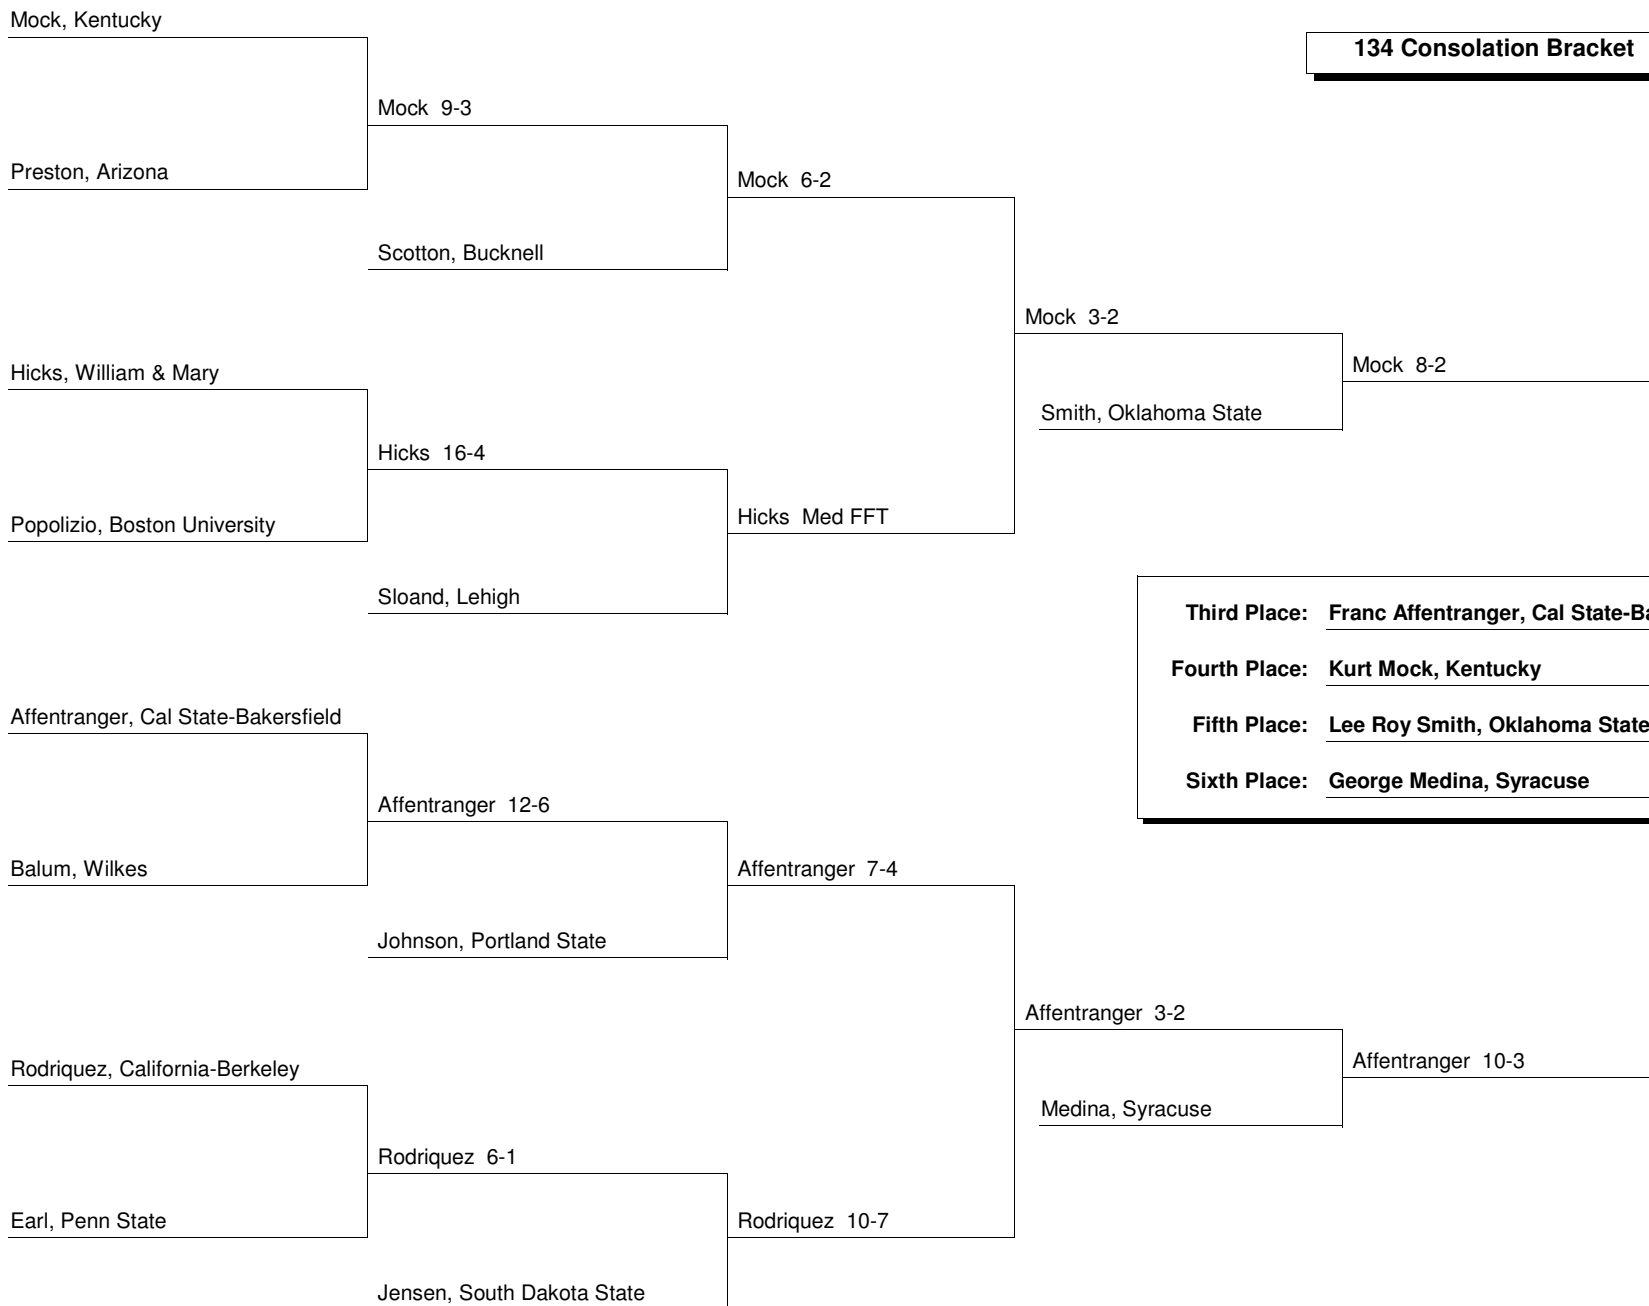 Mock, Kentucky
134 Consolation Bracket
Mock 9-3
Preston, Arizona
Mock 6-2
Scotton, Bucknell
Mock 3-2
Hicks, William & Mary
Mock 8-2
Smith, Oklahoma State
Hicks 16-4
Popolizio, Boston University
Hicks Med FFT
Sloand, Lehigh
Third Place: Franc Affentranger, Cal State-Ba
Fourth Place: Kurt Mock, Kentucky
Affentranger, Cal State-Bakersfield
Fifth Place: Lee Roy Smith, Oklahoma State
Sixth Place: George Medina, Syracuse
Affentranger 12-6
Balum, Wilkes
Affentranger 7-4
Johnson, Portland State
Affentranger 3-2
Rodriquez, California-Berkeley
Affentranger 10-3
Medina, Syracuse
Rodriquez 6-1
Earl, Penn State
Rodriquez 10-7
Jensen, South Dakota State